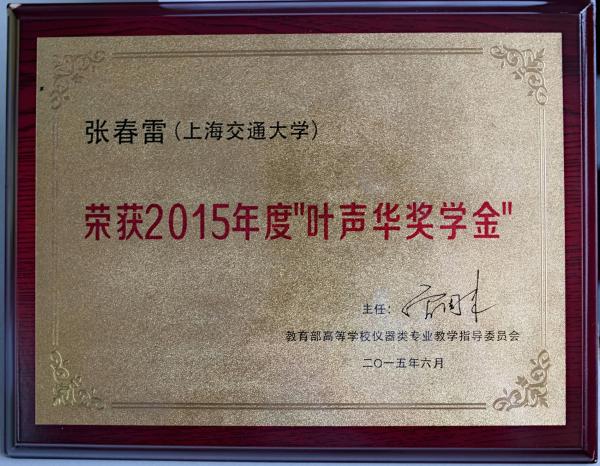 张春雷(上海交通大学)
荣获2015年度"叶声华奖学金"
主任:
教育部高等学校仪器类专业教学指导委员会
二〇一五年六月